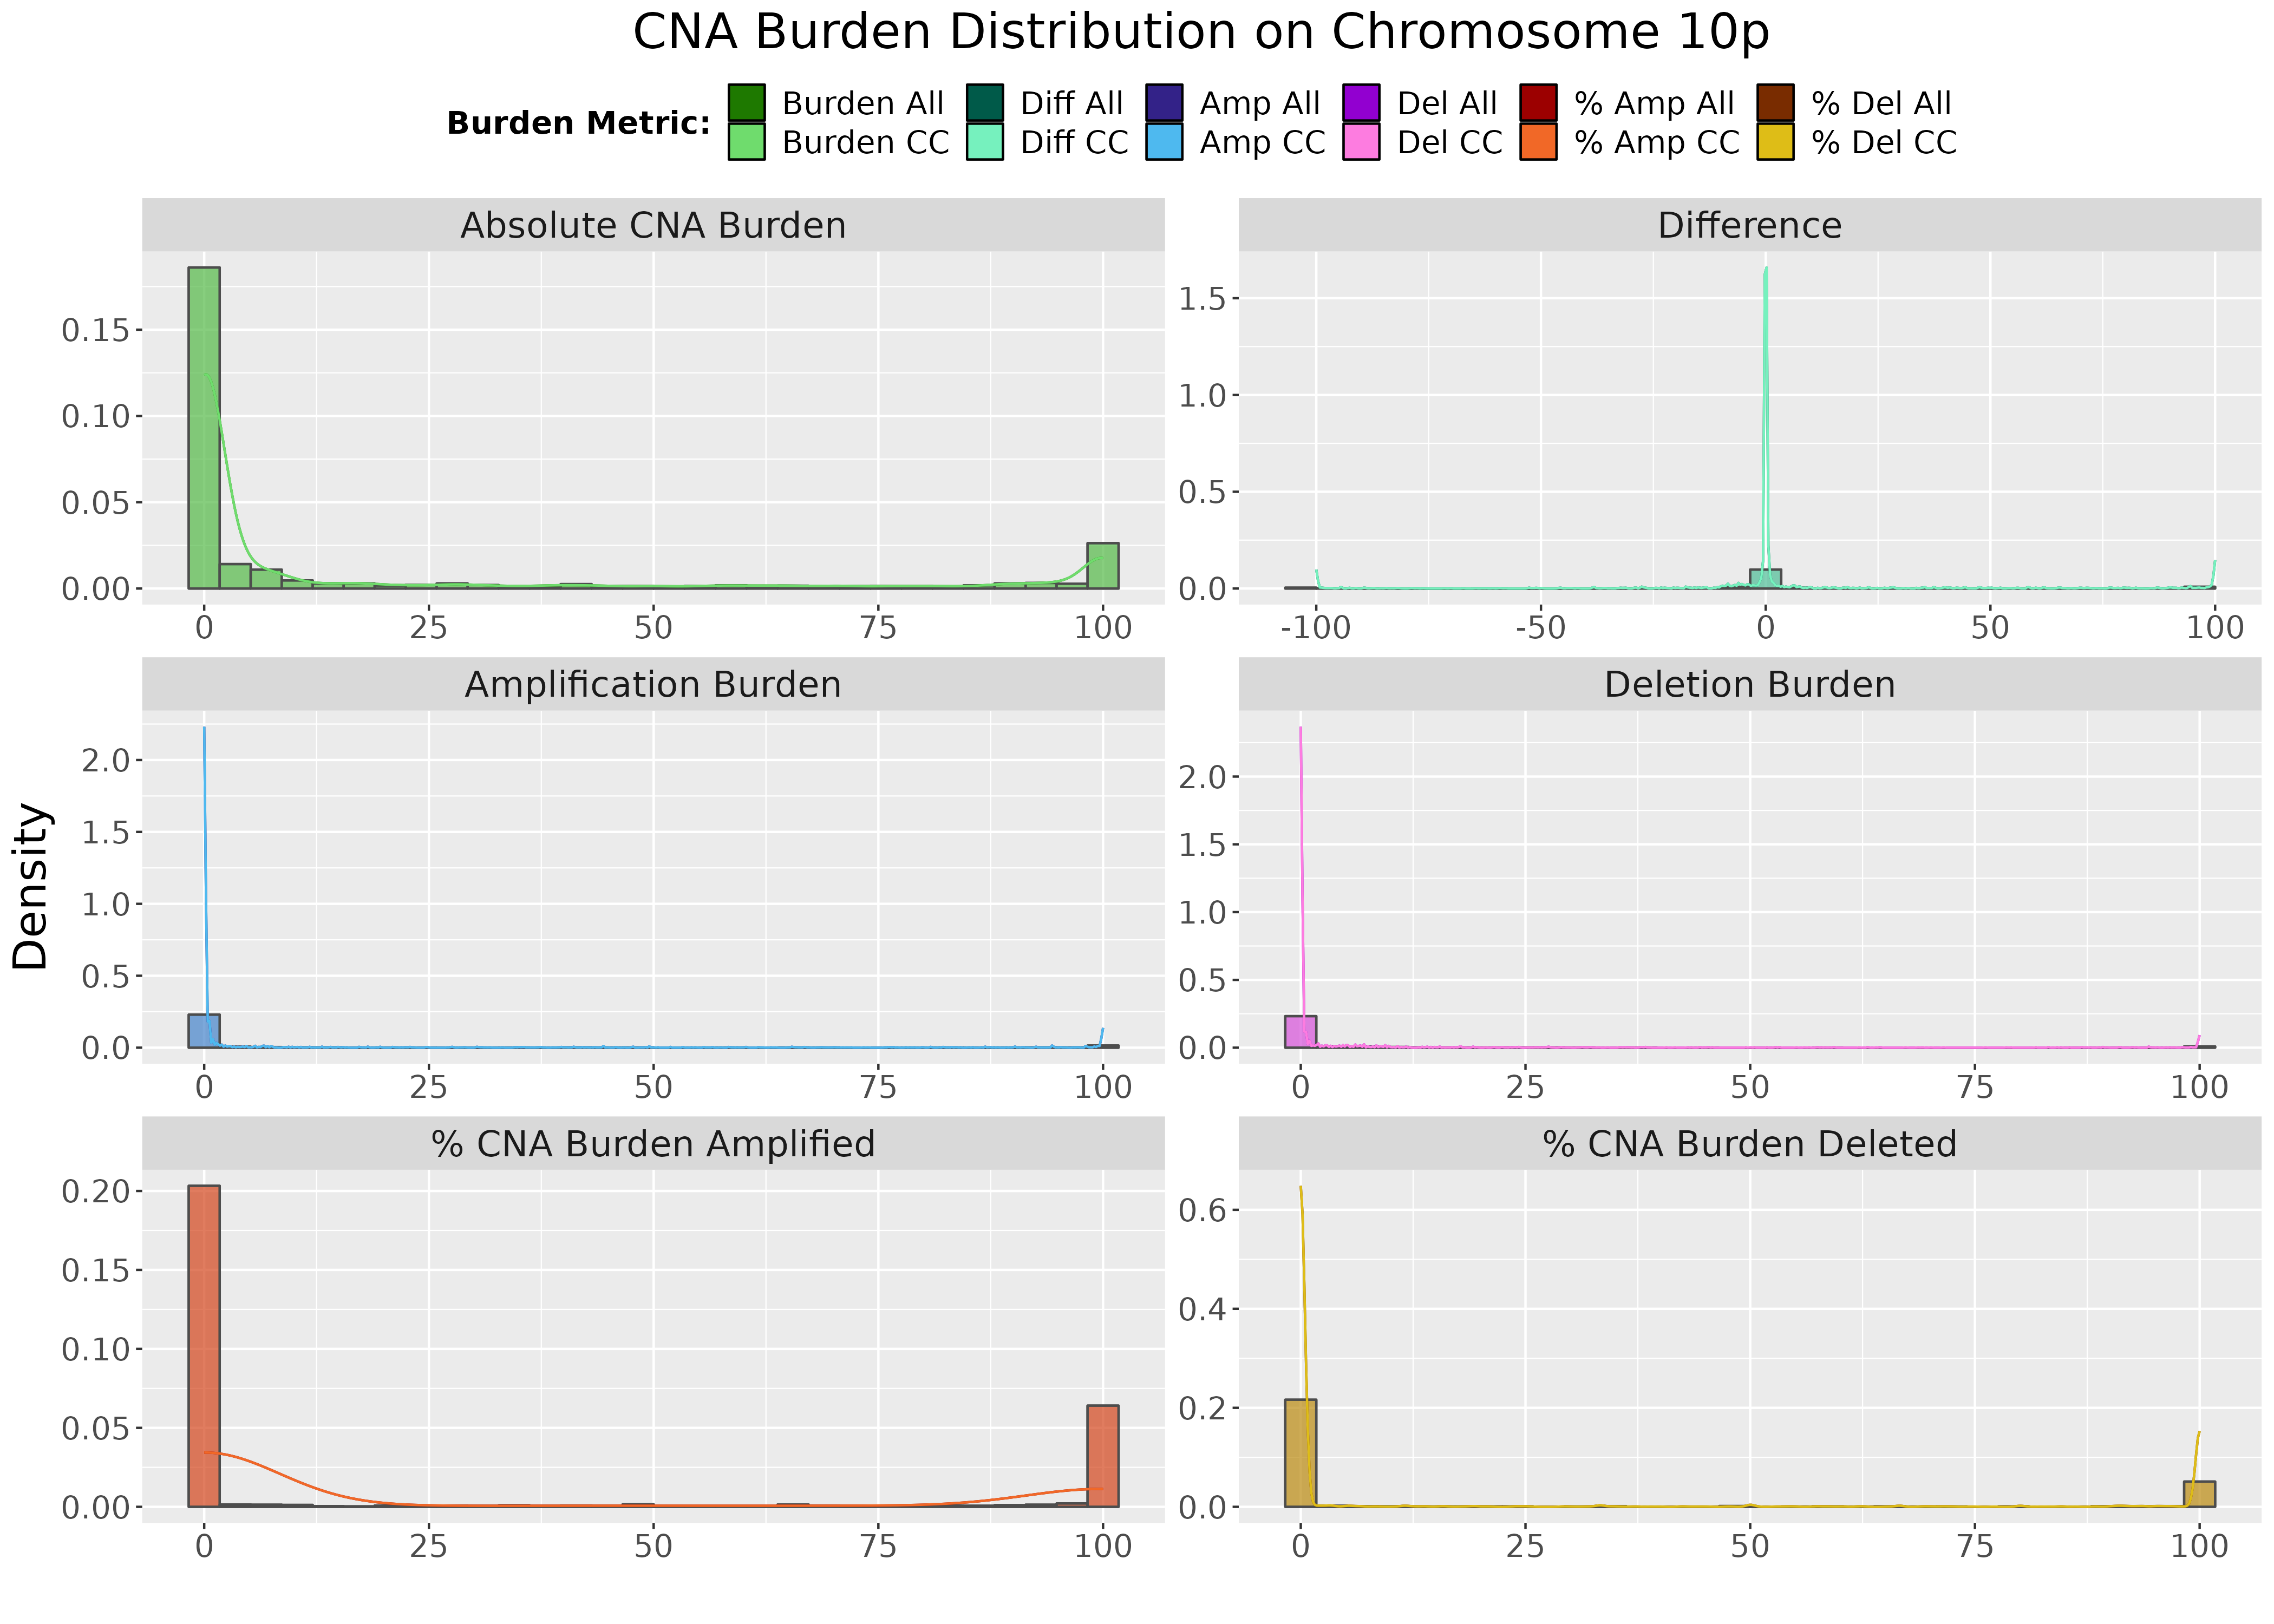 CNA Burden Distribution on Chromosome 10p
Burden Metric:
Burden All Diff All Amp All Del All % Amp All % Del All
Burden CC Diff CC Amp CC Del CC % Amp CC % Del CC
Absolute CNA Burden
0.15
0.10
0.05
0.00
0 25 50 75 100
Difference
1.5
1.0
0.5
0.0
-100 -50 0 50 100
Amplification Burden
2.0
1.5
1.0
0.5
0.0
0 25 50 75 100
Deletion Burden
2.0
1.5
1.0
0.5
0.0
0 25 50 75 100
% CNA Burden Amplified
0.20
0.15
0.10
0.05
0.00
0 25 50 75 100
% CNA Burden Deleted
0.6
0.4
0.2
0.0
0 25 50 75 100
Density